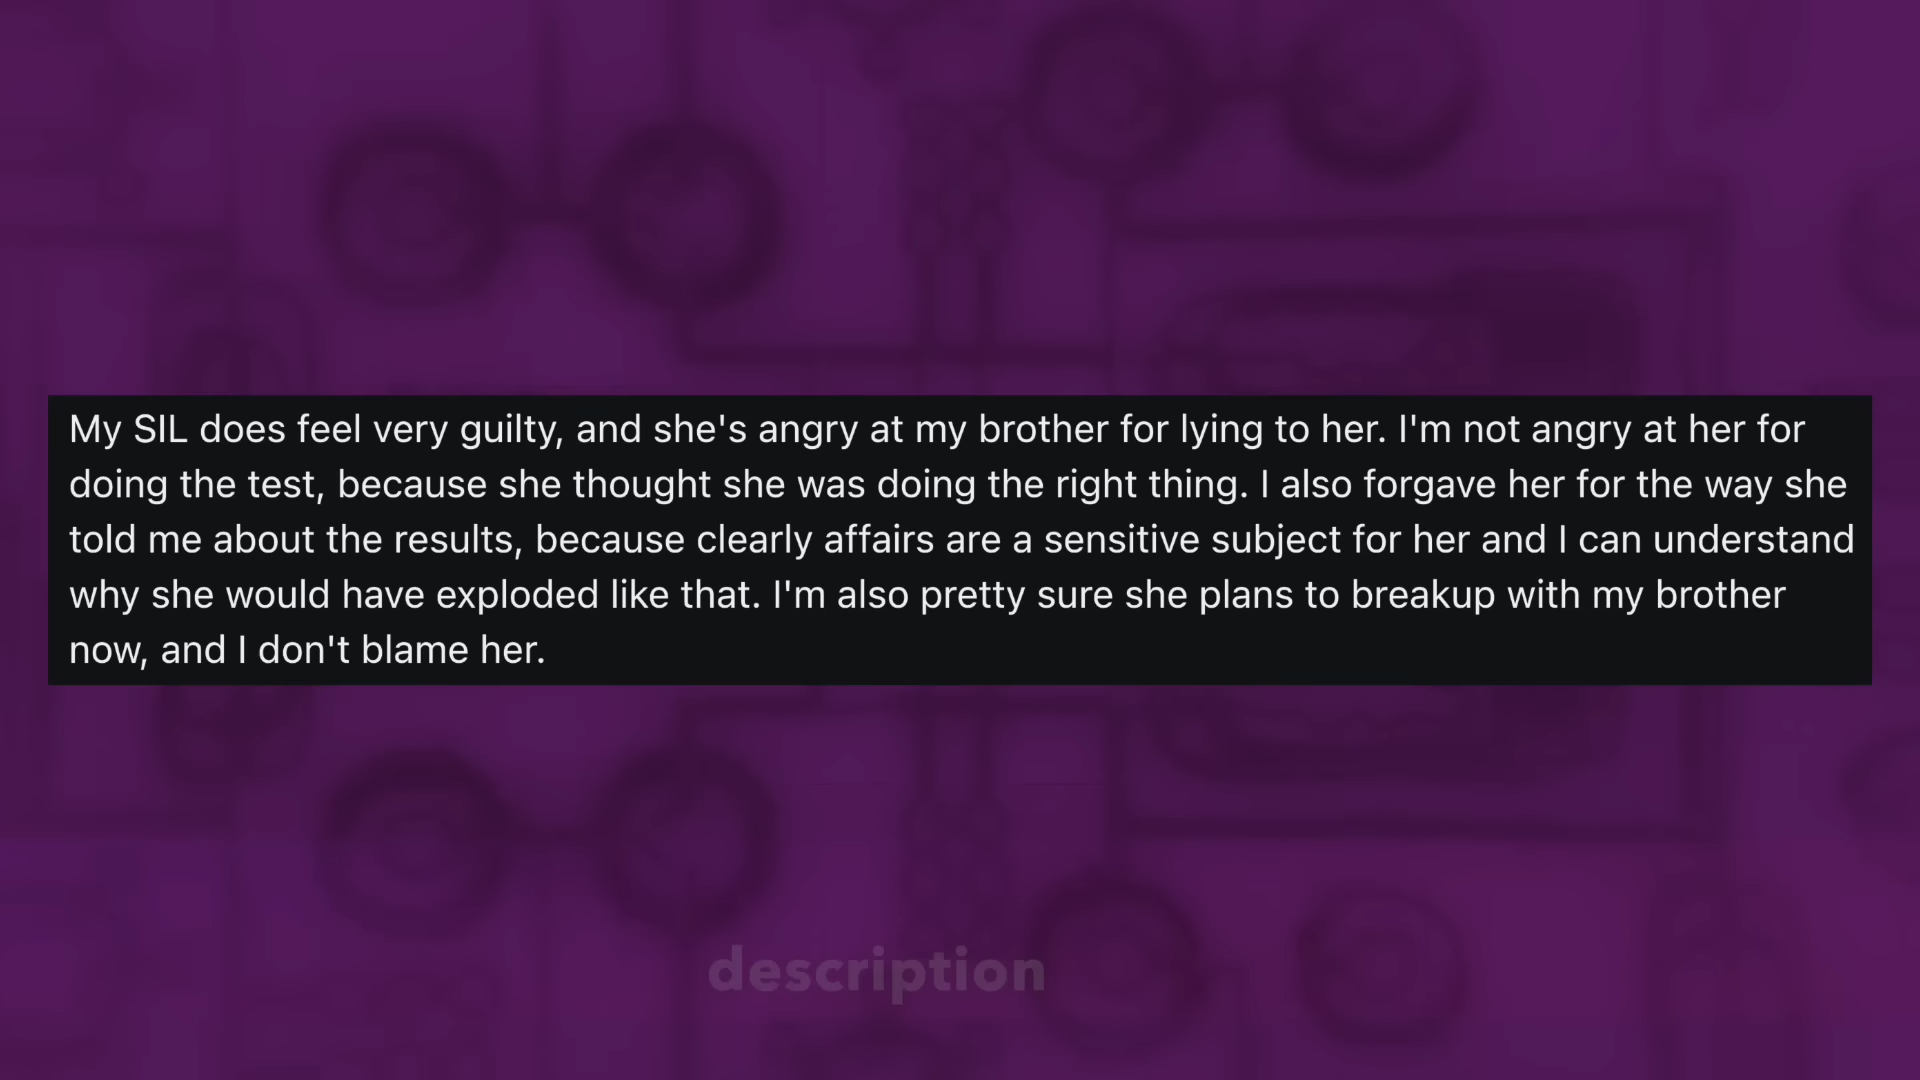 My SIL does feel very guilty, and she's angry at my brother for lying to her. I'm not angry at her for
doing the test, because she thought she was doing the right thing. I also forgave her for the way she
told me about the results, because clearly affairs are a sensitive subject for her and I can understand
why she would have exploded like that. I'm also pretty sure she plans to breakup with my brother
now, and I don't blame her.
description